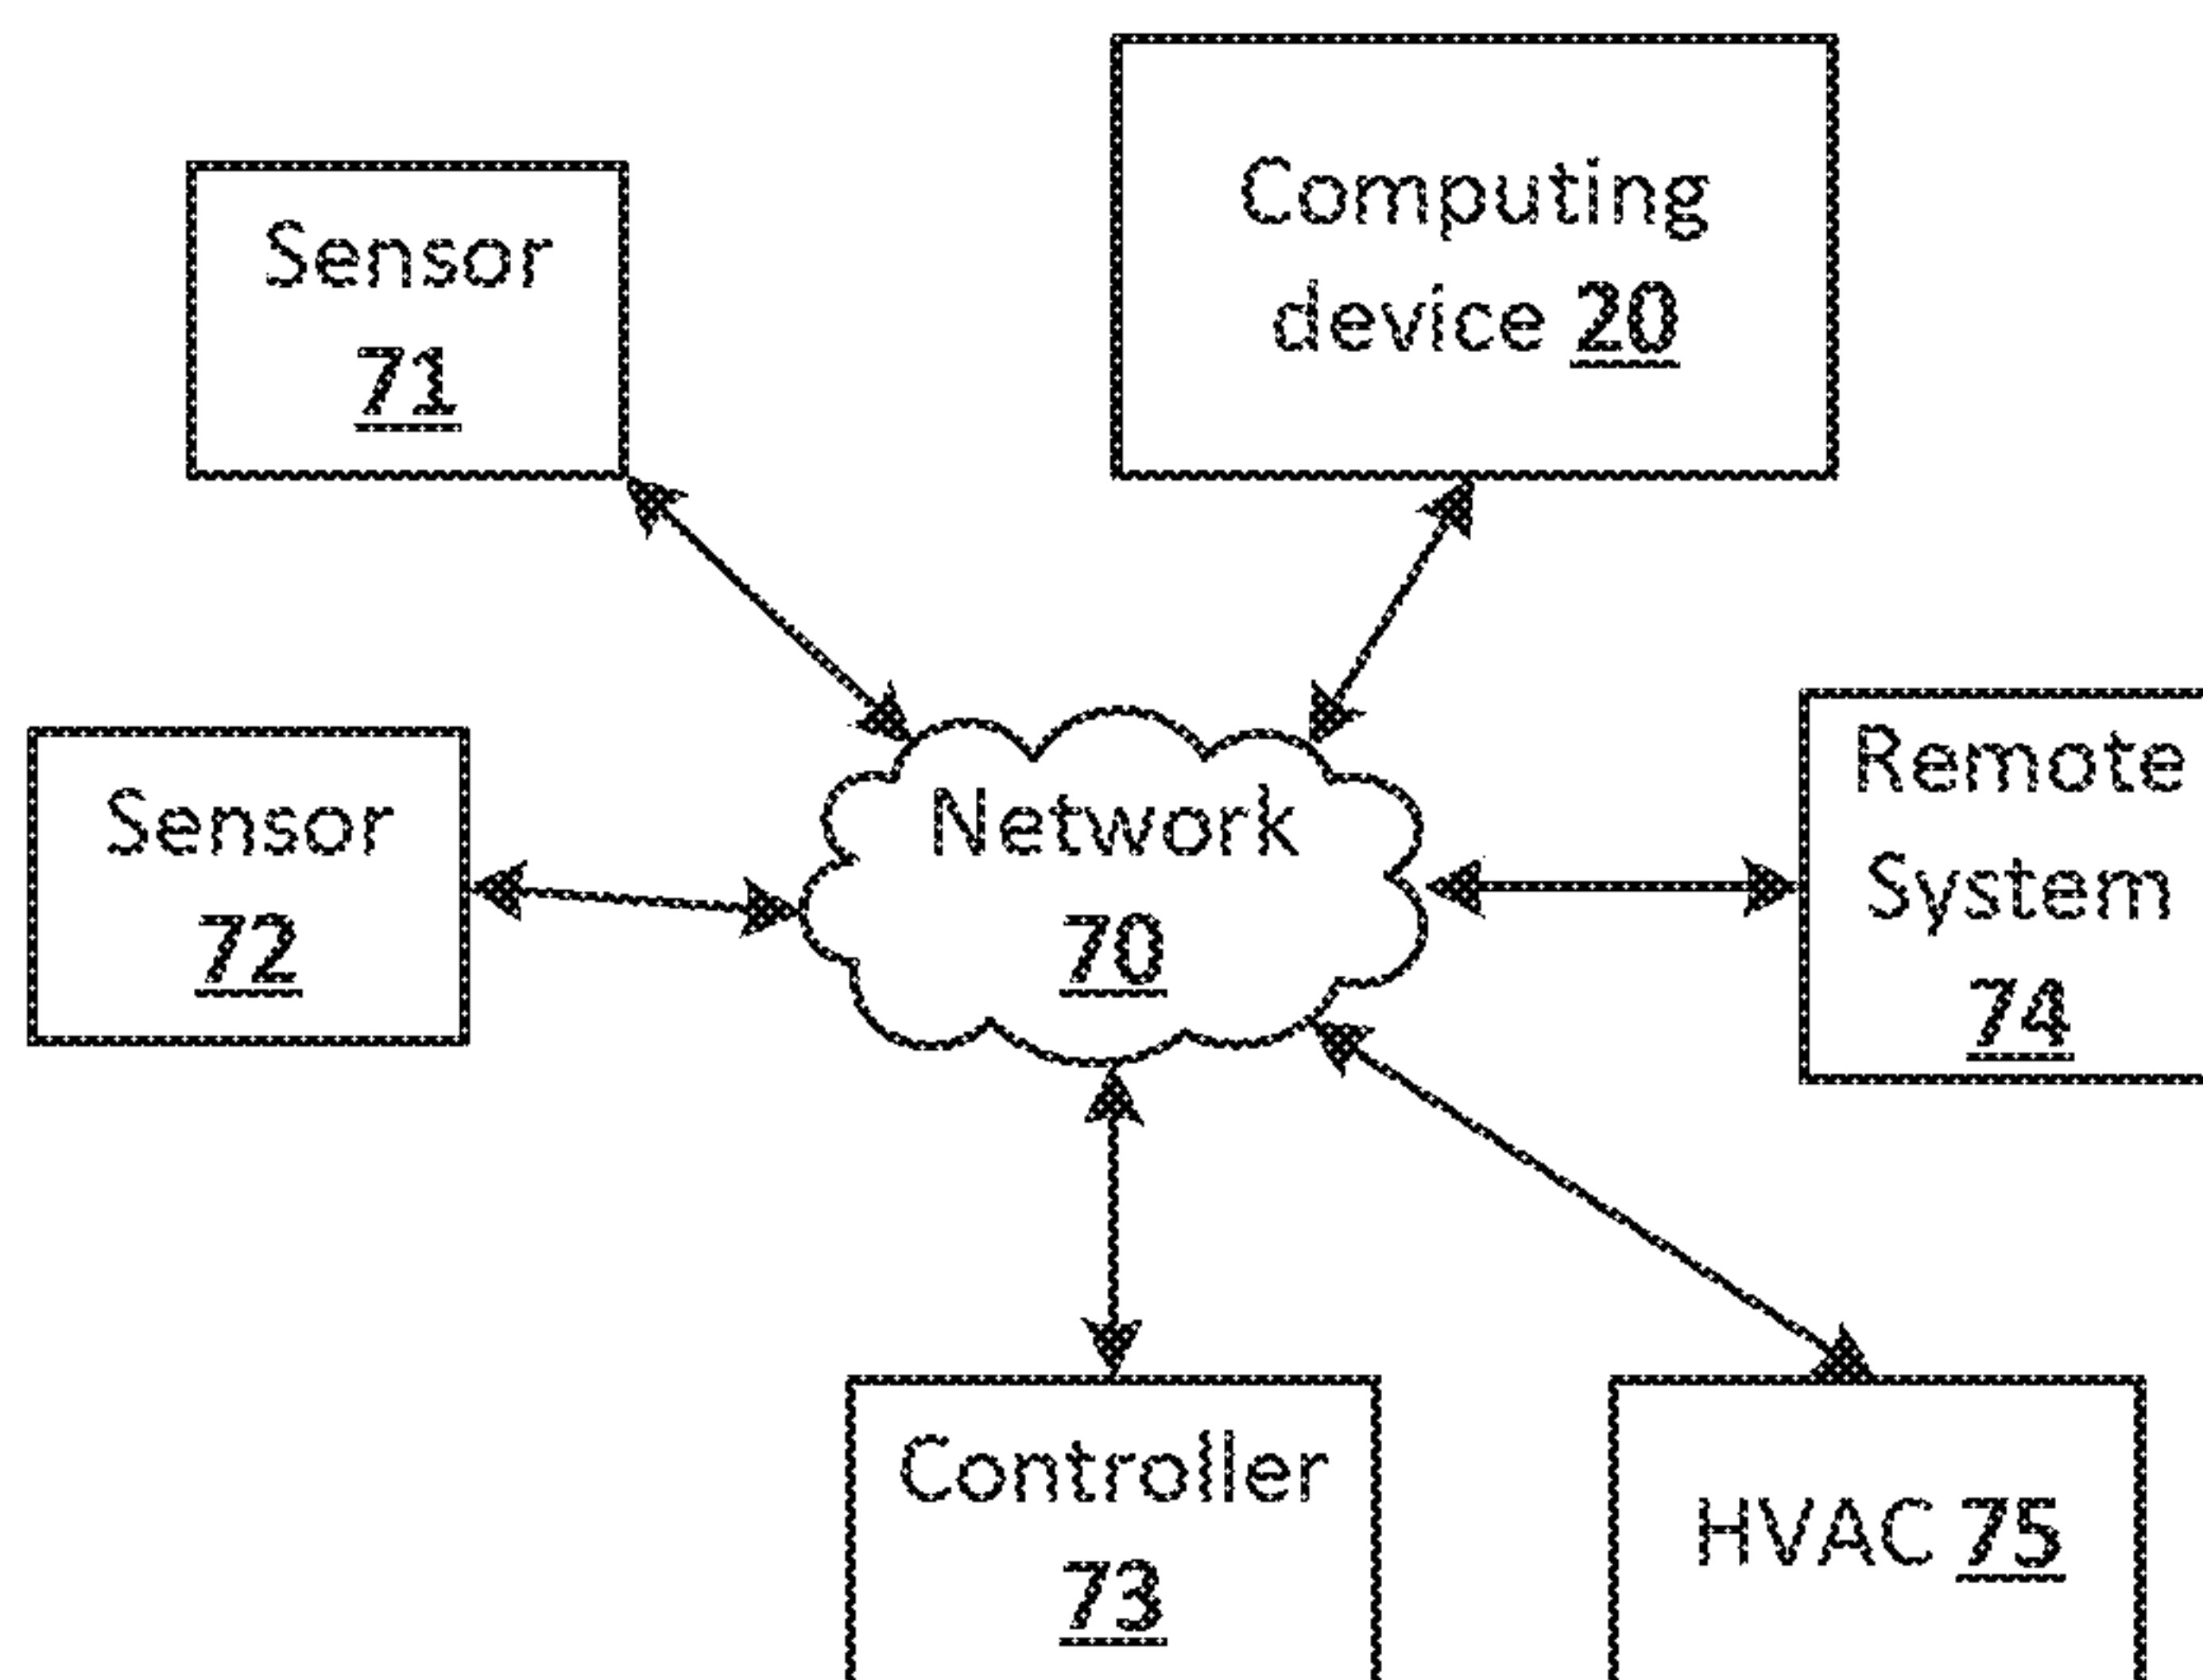 Computing
device 20
Sensor
71
Remote
System
74
Network
70
Sensor
72
Controller
73
HVAC 75